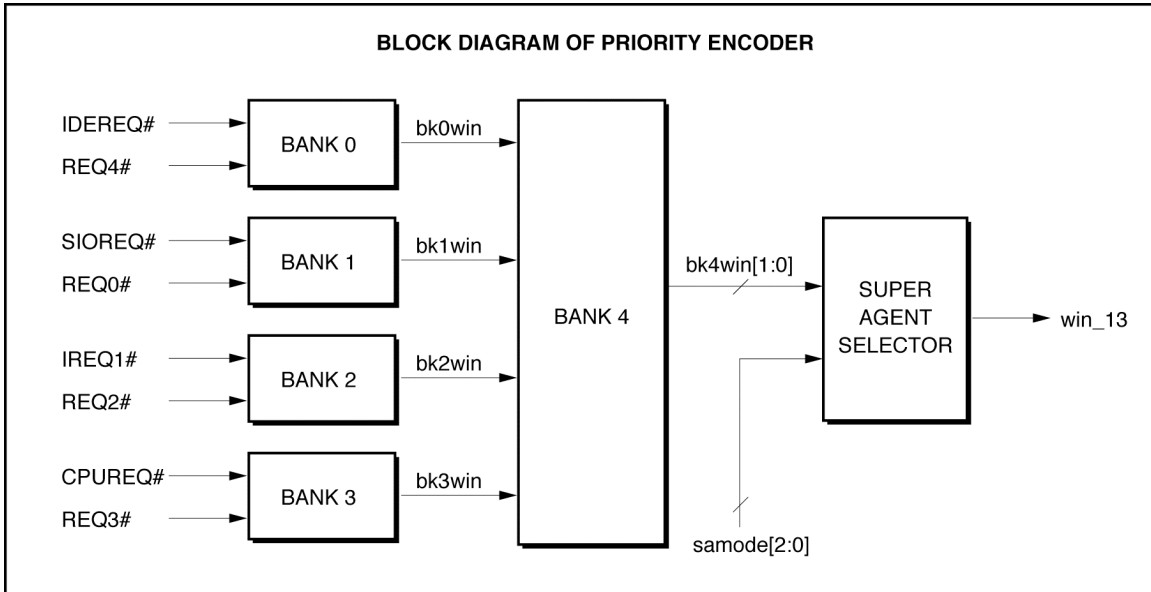 BLOCK DIAGRAM OF PRIORITY ENCODER
IDEREQ#
REQ4#
BANK 0
bk0win
SIOREQ#
REQ0#
BANK 1
bk1win
IREQ1#
REQ2#
BANK 2
bk2win
CPUREQ#
REQ3#
BANK 3
bk3win
BANK 4
bk4win[1:0]
samode[2:0]
SUPER
AGENT
SELECTOR
win_13